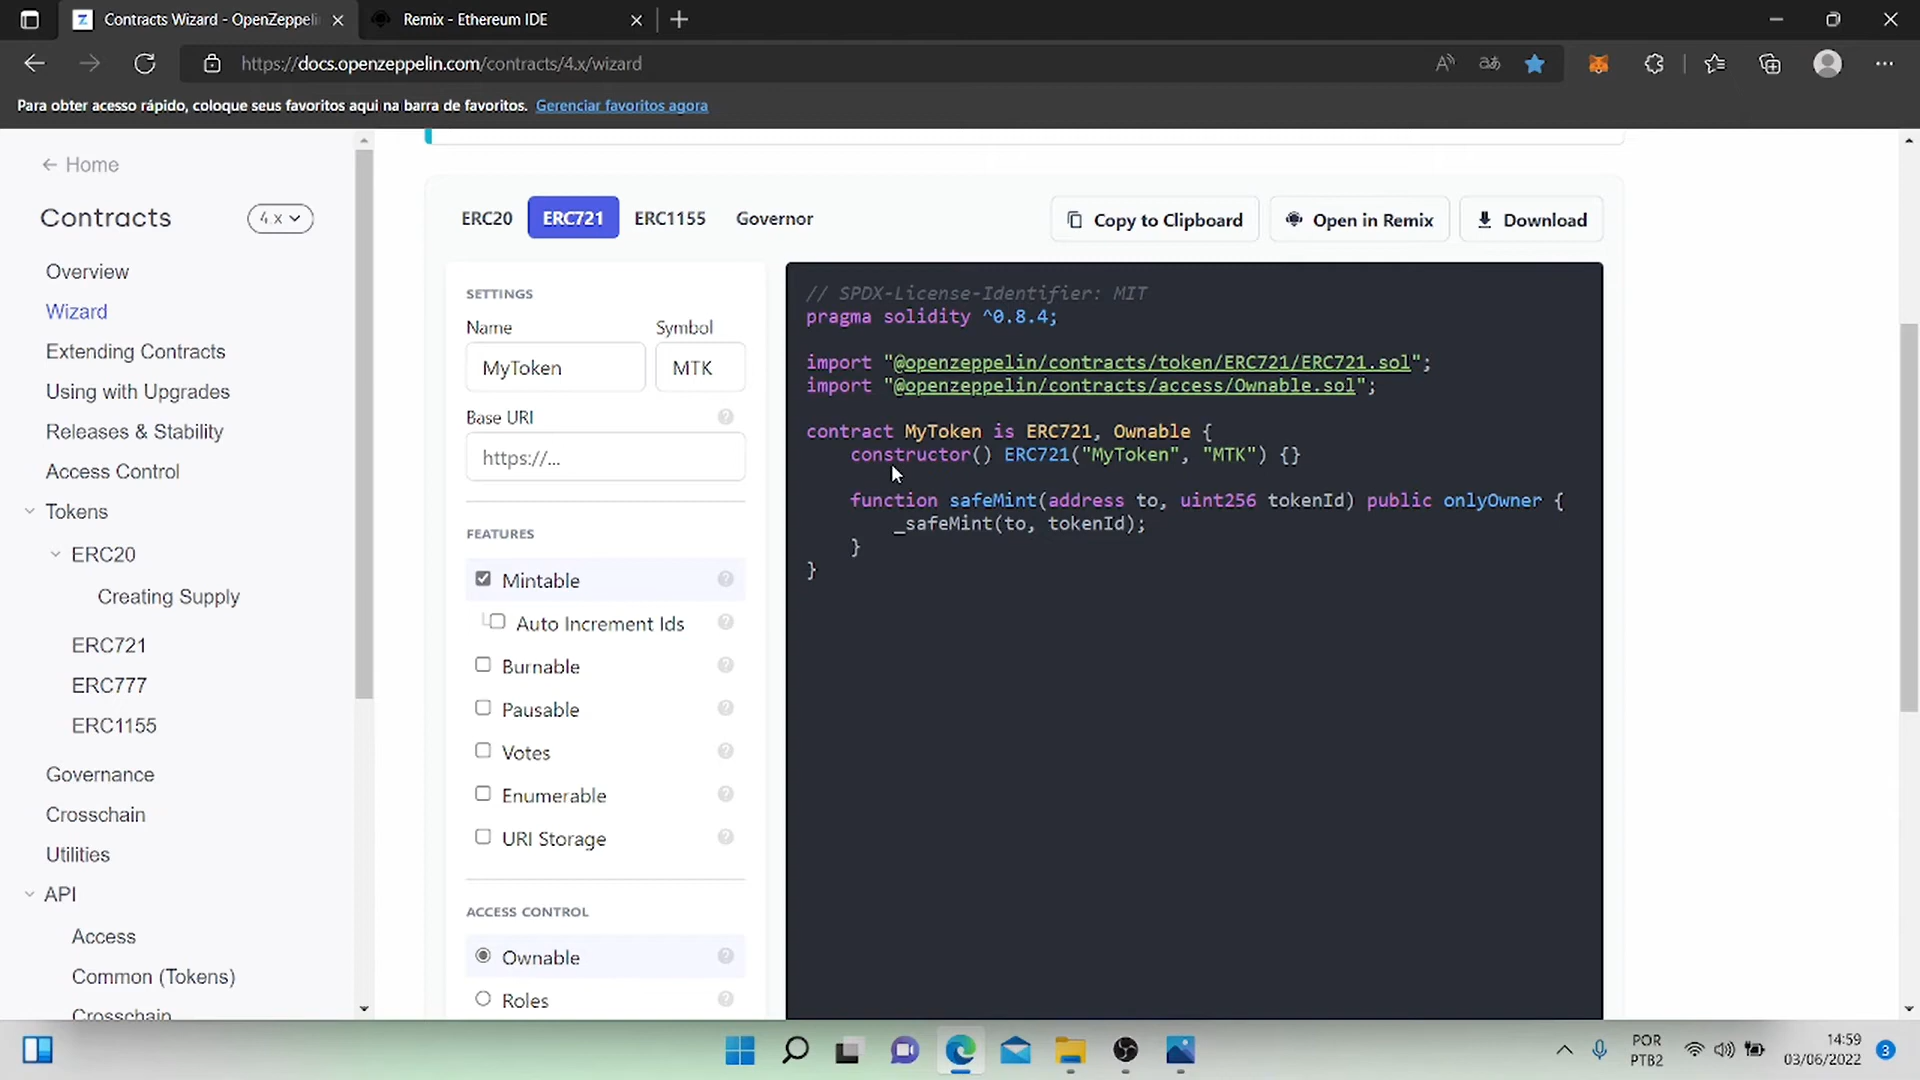 Contracts Wizard - OpenZeppeli
Remix - Ethereum IDE
https://docs.openzeppelin.com/contracts/4.x/wizard
Para obter acesso rápido, coloque seus favoritos aqui na barra de favoritos. Gerenciar favoritos agora
← Home
Contracts
4 x
Overview
Wizard
Extending Contracts
Using with Upgrades
Releases & Stability
Access Control
Tokens
ERC20
Creating Supply
ERC721
ERC777
ERC1155
Governance
Crosschain
Utilities
API
Access
Common (Tokens)
Crosschain
ERC20 ERC721 ERC1155 Governor
Copy to Clipboard Open in Remix Download
SETTINGS
Name Symbol
MyToken MTK
Base URI
https://...
FEATURES
Mintable
Auto Increment Ids
Burnable
Pausable
Votes
Enumerable
URI Storage
ACCESS CONTROL
Ownable
Roles
// SPDX-License-Identifier: MIT
pragma solidity ^0.8.4;
import "@openzeppelin/contracts/token/ERC721/ERC721.sol";
import "@openzeppelin/contracts/access/Ownable.sol";
contract MyToken is ERC721, Ownable {
constructor() ERC721("MyToken", "MTK") {}
function safeMint(address to, uint256 tokenId) public onlyOwner {
_safeMint(to, tokenId);
}
}
POR
PTB2
14:59
03/06/2022
3